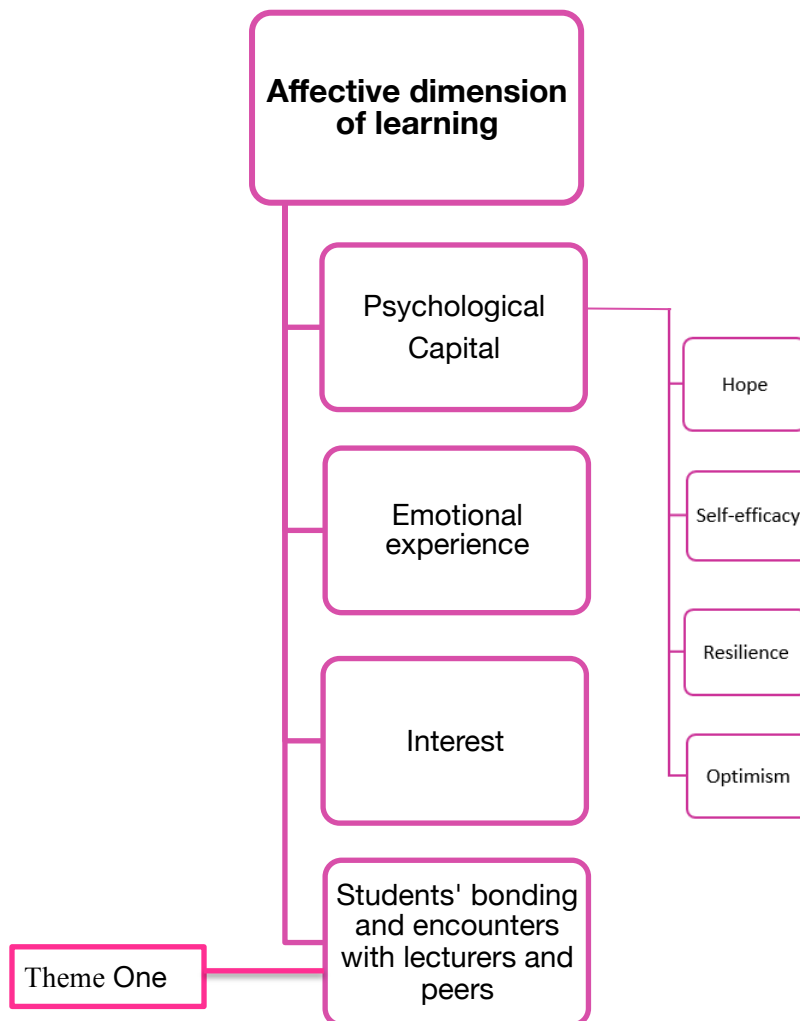 Affective dimension
of learning
Psychological
Capital
Hope
Self-efficacy
Emotional
experience
Resilience
Interest
Optimism
Students' bonding
and encounters
with lecturers and
peers
Theme One